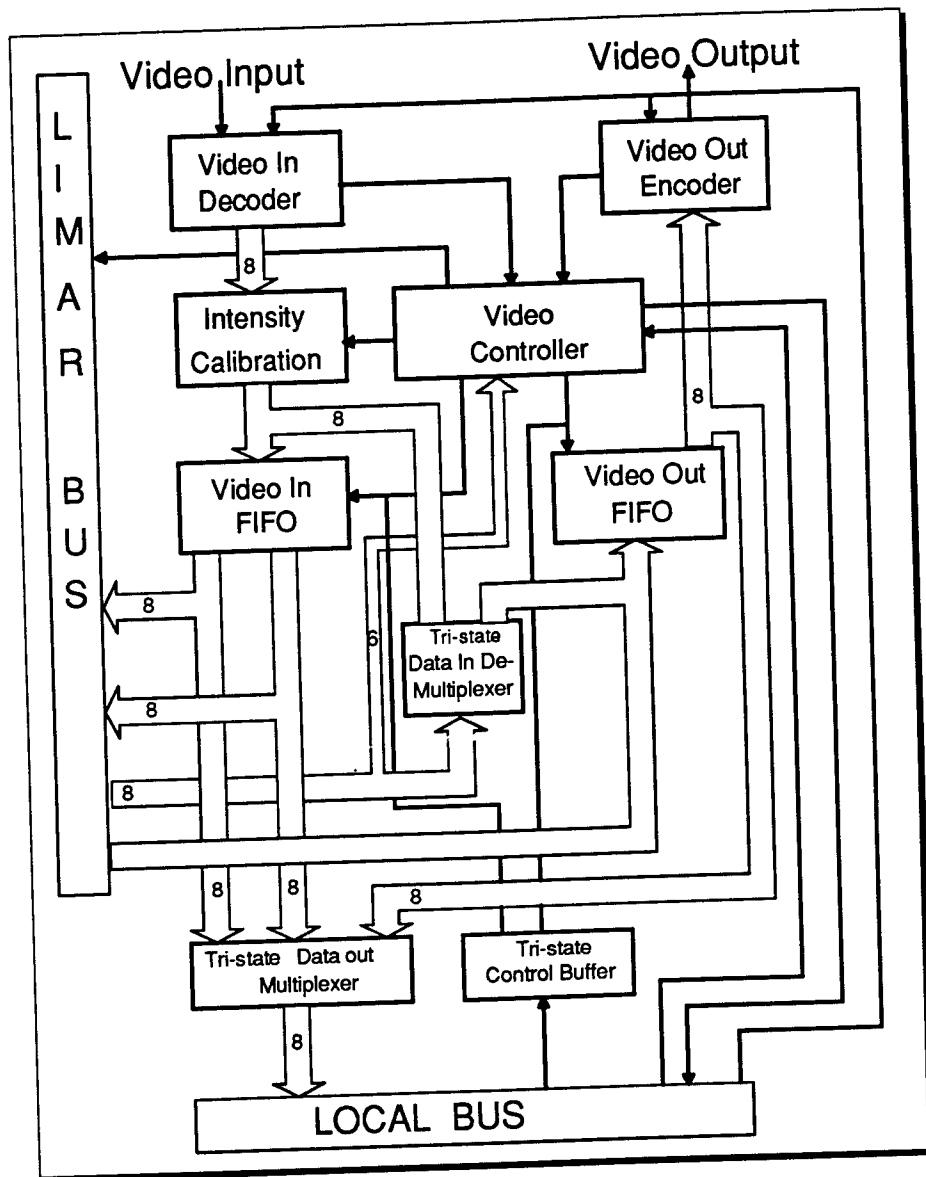 Video Input
Video Output
L
I
M
A
R
B
U
S
Video In
Decoder
Video Out
Encoder
8
Intensity
Calibration
Video
Controller
8
8
Video In
FIFO
Video Out
FIFO
8
6
Tri-state
Data In De-
Multiplexer
8
8
8
8
8
Tri-state Data out
Multiplexer
Tri-state
Control Buffer
8
LOCAL BUS